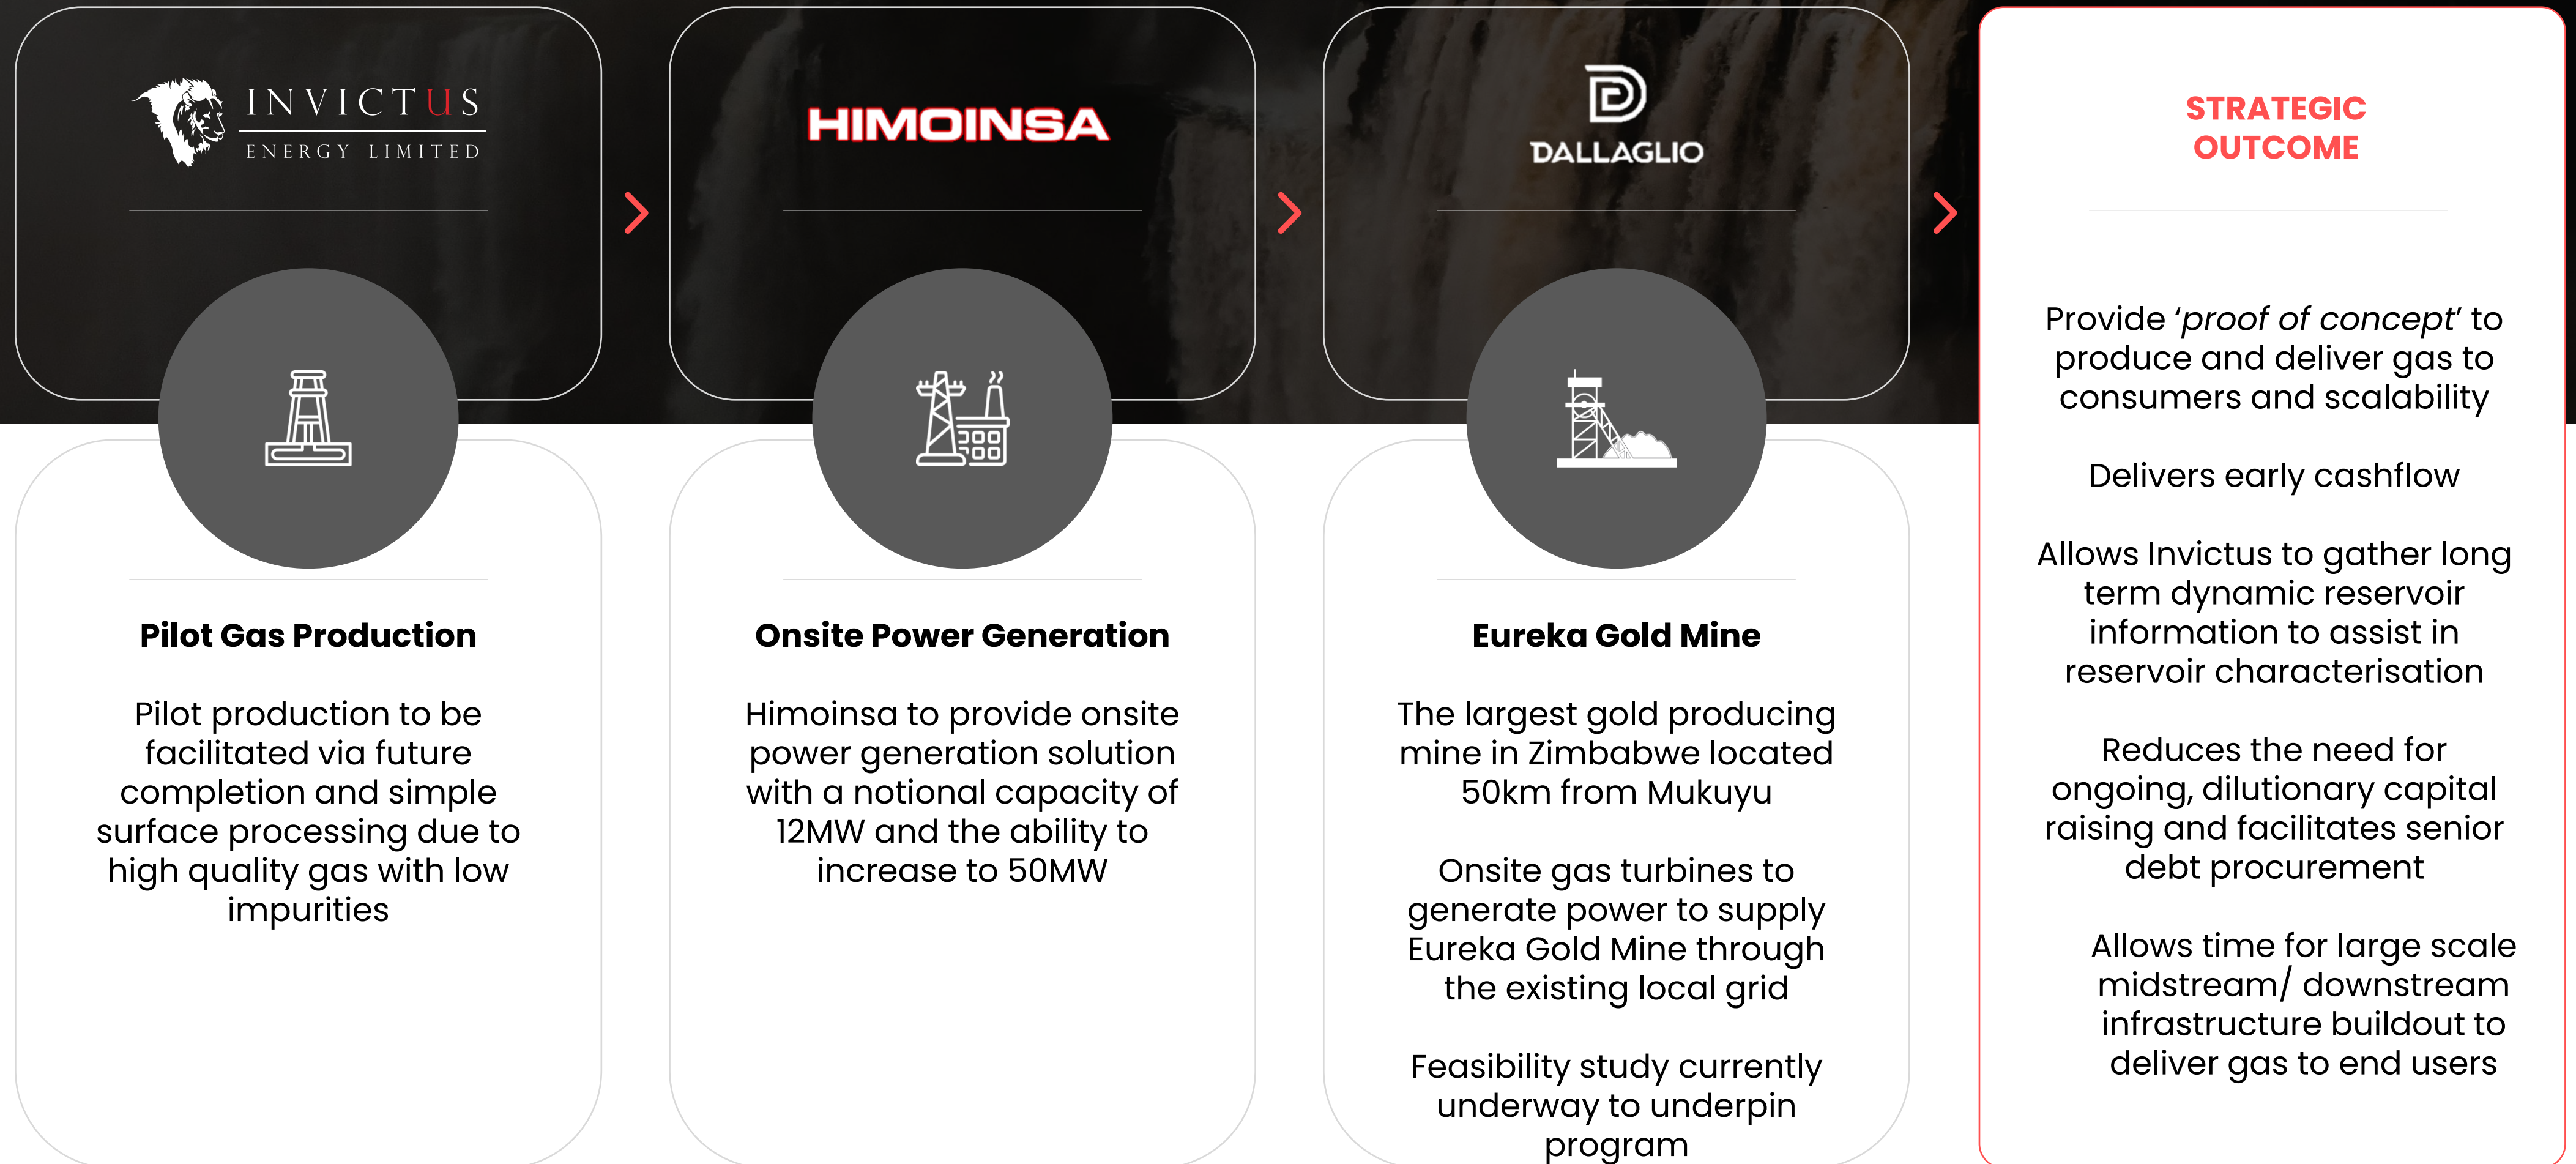 INVICTUS
ENERGY LIMITED
HIMOINSA
DALLAGLIO
STRATEGIC
OUTCOME
Pilot Gas Production
Pilot production to be
facilitated via future
completion and simple
surface processing due to
high quality gas with low
impurities
Onsite Power Generation
Himoinsa to provide onsite
power generation solution
with a notional capacity of
12MW and the ability to
increase to 50MW
Eureka Gold Mine
The largest gold producing
mine in Zimbabwe located
50km from Mukuyu
Onsite gas turbines to
generate power to supply
Eureka Gold Mine through
the existing local grid
Feasibility study currently
underway to underpin
program
Provide ‘proof of concept’ to
produce and deliver gas to
consumers and scalability
Delivers early cashflow
Allows Invictus to gather long
term dynamic reservoir
information to assist in
reservoir characterisation
Reduces the need for
ongoing, dilutionary capital
raising and facilitates senior
debt procurement
Allows time for large scale
midstream/ downstream
infrastructure buildout to
deliver gas to end users